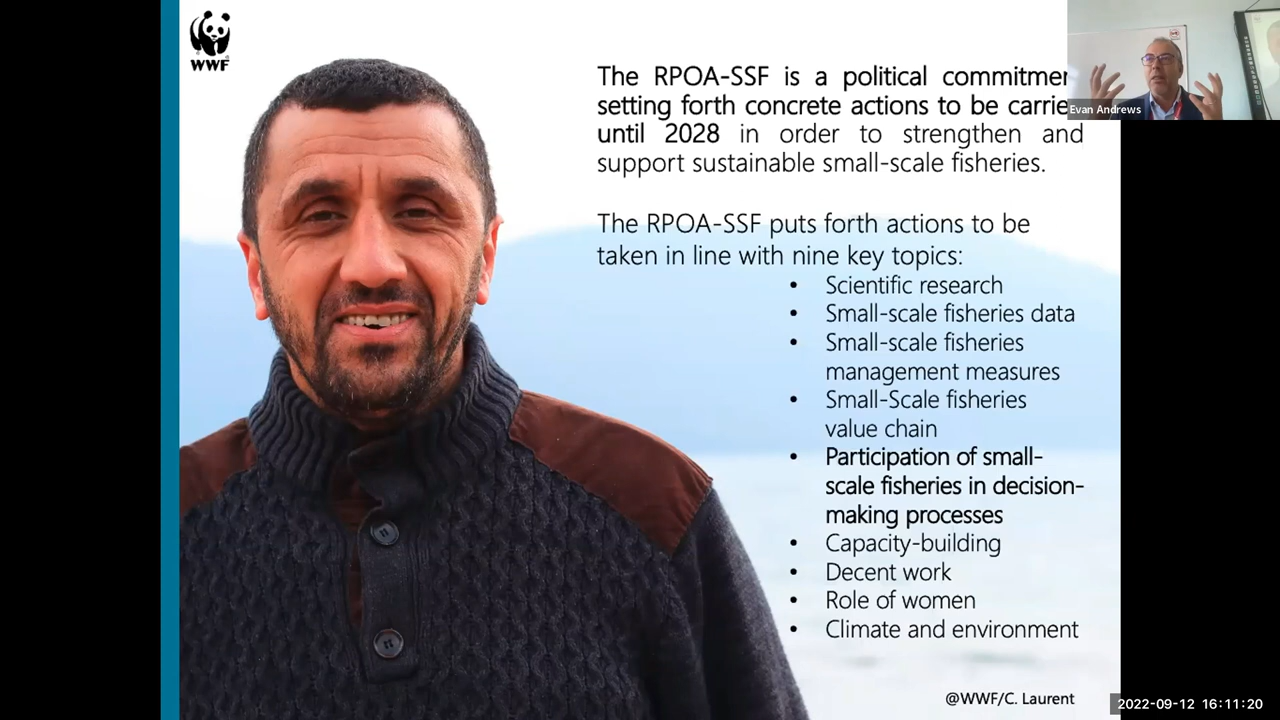 WWF
The RPOA-SSF is a political
setting forth concrete actions to be
until 2028 in order to strengthen and
support sustainable small-scale fisheries.
The RPOA-SSF puts forth actions to be
taken in line with nine key topics:
• Scientific research
• Small-scale fisheries data
• Small-scale fisheries
management measures
• Small-Scale fisheries
value chain
• Participation of small-
scale fisheries in decision-
making processes
• Capacity-building
• Decent work
• Role of women
• Climate and environment
@WWF/C. Laurent
Evan Andrews
2022-09-12 16:11:20